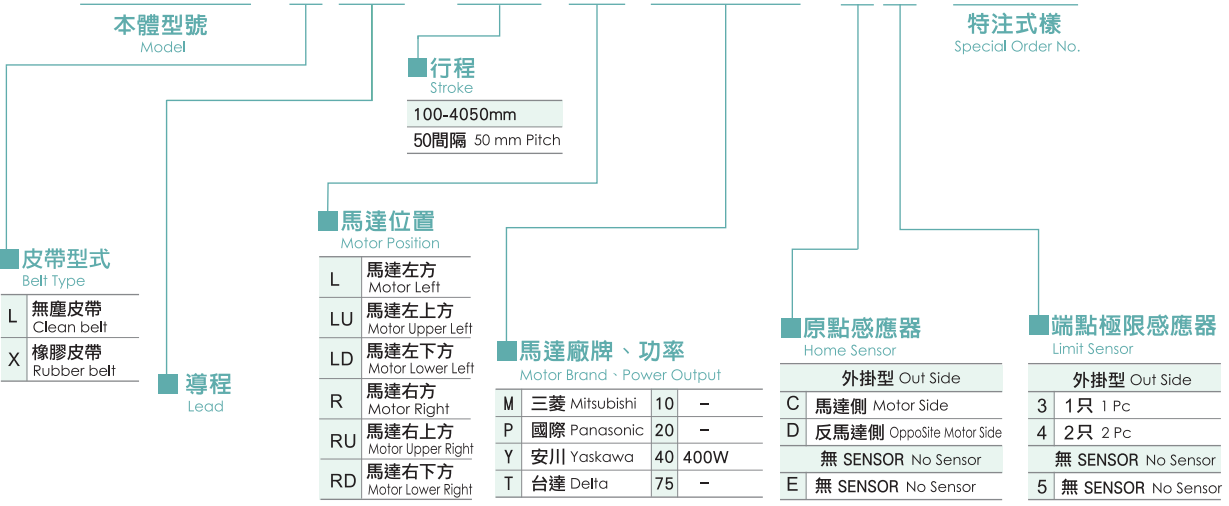 本體型號
Model
特注式樣
Special Order No.
行程
Stroke
100-4050mm
50間隔 50 mm Pitch
馬達位置
Motor Position
L 馬達左方
Motor Left
LU 馬達左上方
Motor Upper Left
LD 馬達左下方
Motor Lower Left
R 馬達右方
Motor Right
RU 馬達右上方
Motor Upper Right
RD 馬達右下方
Motor Lower Right
皮帶型式
Belt Type
L 無塵皮帶
Clean belt
X 橡膠皮帶
Rubber belt
導程
Lead
馬達廠牌、功率
Motor Brand、Power Output
M 三菱 Mitsubishi 10 –
P 國際 Panasonic 20 –
Y 安川 Yaskawa 40 400W
T 台達 Delta 75 –
原點感應器
Home Sensor
外掛型 Out Side
C 馬達側 Motor Side
D 反馬達側 OppoSite Motor Side
無 SENSOR No Sensor
E 無 SENSOR No Sensor
端點極限感應器
Limit Sensor
外掛型 Out Side
3 1只 1 Pc
4 2只 2 Pc
無 SENSOR No Sensor
5 無 SENSOR No Sensor